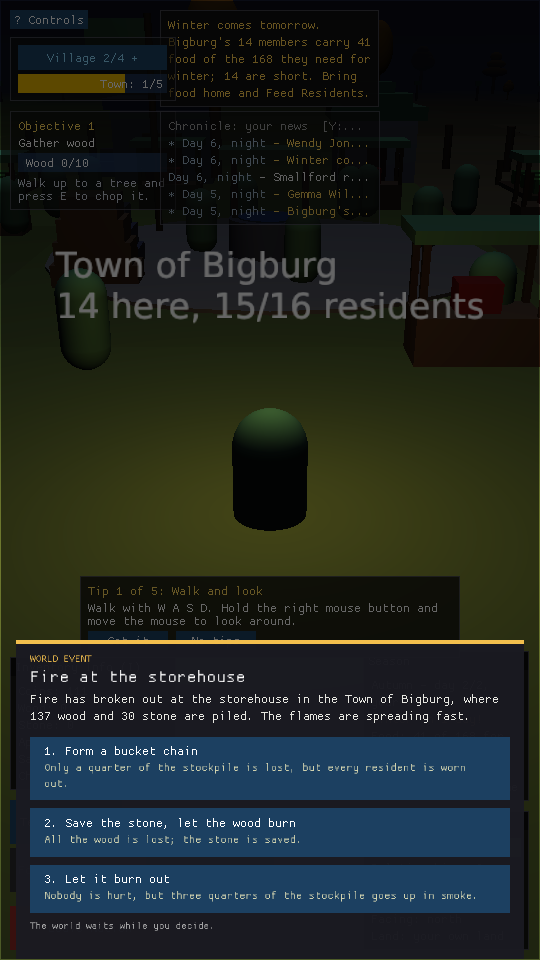 ? Controls
Village 2/4 +
Town: 1/5
Winter comes tomorrow.
Bigburg's 14 members carry 41
food of the 168 they need for
winter; 14 are short. Bring
food home and Feed Residents.
Objective 1
Gather wood
Wood 0/10
Walk up to a tree and
press E to chop it.
Chronicle: your news [Y:...
* Day 6, night - Wendy Jon...
* Day 6, night - Winter co...
Day 6, night - Smallford r...
* Day 5, night - Gemma Wil...
* Day 5, night - Bigburg's...
Town of Bigburg
14 here, 15/16 residents
Tip 1 of 5: Walk and look
Walk with W A S D. Hold the right mouse button and
move the mouse to look around.
WORLD EVENT
Fire at the storehouse
Fire has broken out at the storehouse in the Town of Bigburg, where
137 wood and 30 stone are piled. The flames are spreading fast.
1. Form a bucket chain
Only a quarter of the stockpile is lost, but every resident is worn
out.
2. Save the stone, let the wood burn
All the wood is lost; the stone is saved.
3. Let it burn out
Nobody is hurt, but three quarters of the stockpile goes up in smoke.
The world waits while you decide.